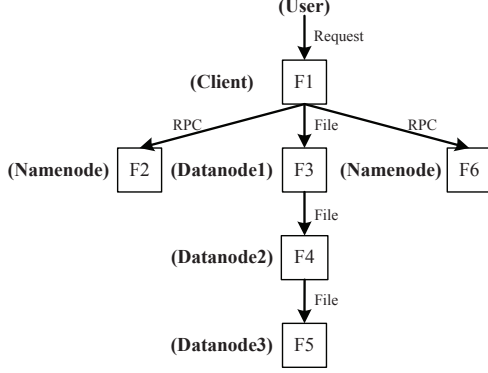 (User)
Request
(Client) F1
RPC File RPC
(Namenode) F2 (Datanode1) F3 (Namenode) F6
File
(Datanode2) F4
File
(Datanode3) F5